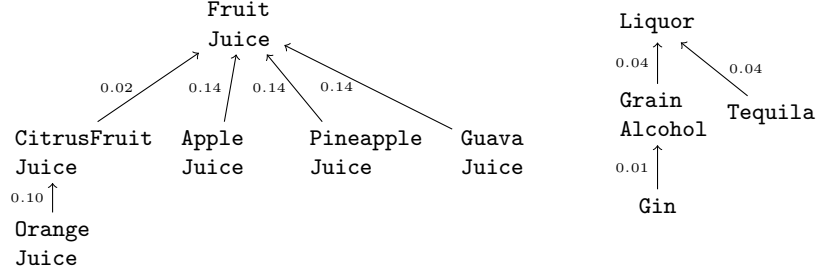 Fruit
Juice
Liquor
0.02
0.14
0.14
0.14
0.04
0.04
CitrusFruit
Juice
Apple
Juice
Pineapple
Juice
Guava
Juice
Grain
Alcohol
Tequila
0.10
0.01
Orange
Juice
Gin